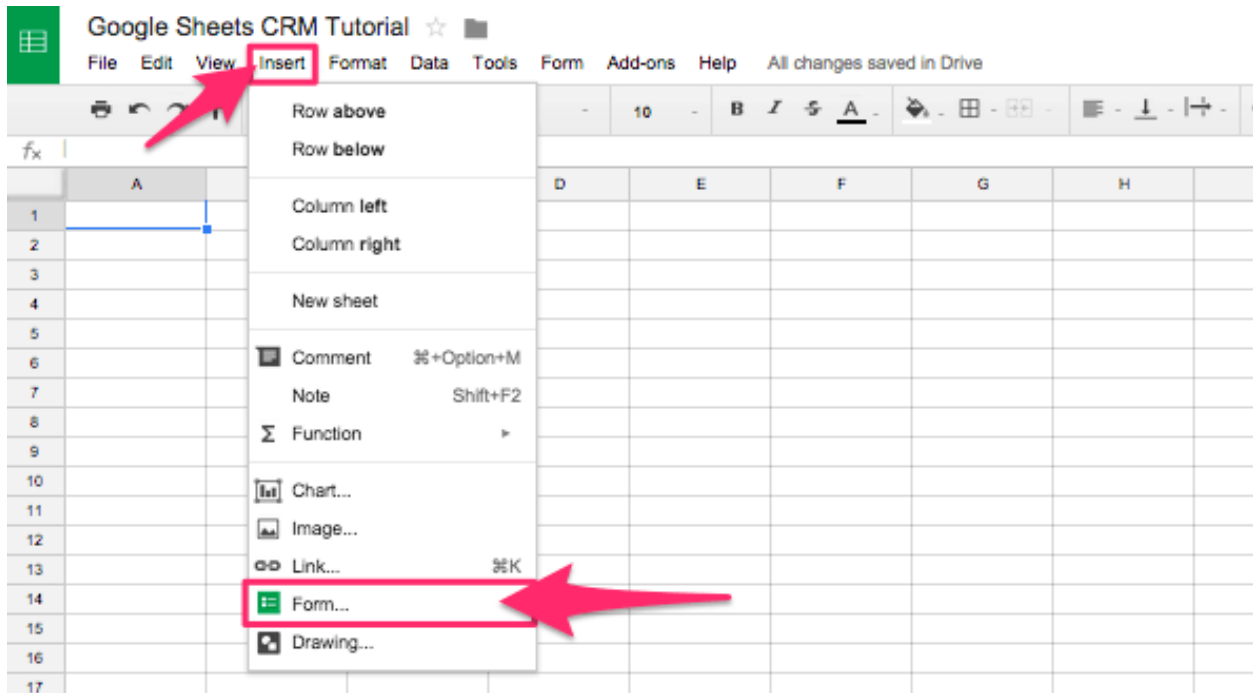 Google Sheets CRM Tutorial
File Edit View Insert Format Data Tools Form Add-ons Help All changes saved in Drive
10 B I S A
fx
A D E F G H
Row above
Row below
Column left
Column right
New sheet
Comment ⌘+Option+M
Note Shift+F2
Σ Function
Chart...
Image...
Link... ⌘K
Form...
Drawing...
1
2
3
4
5
6
7
8
9
10
11
12
13
14
15
16
17